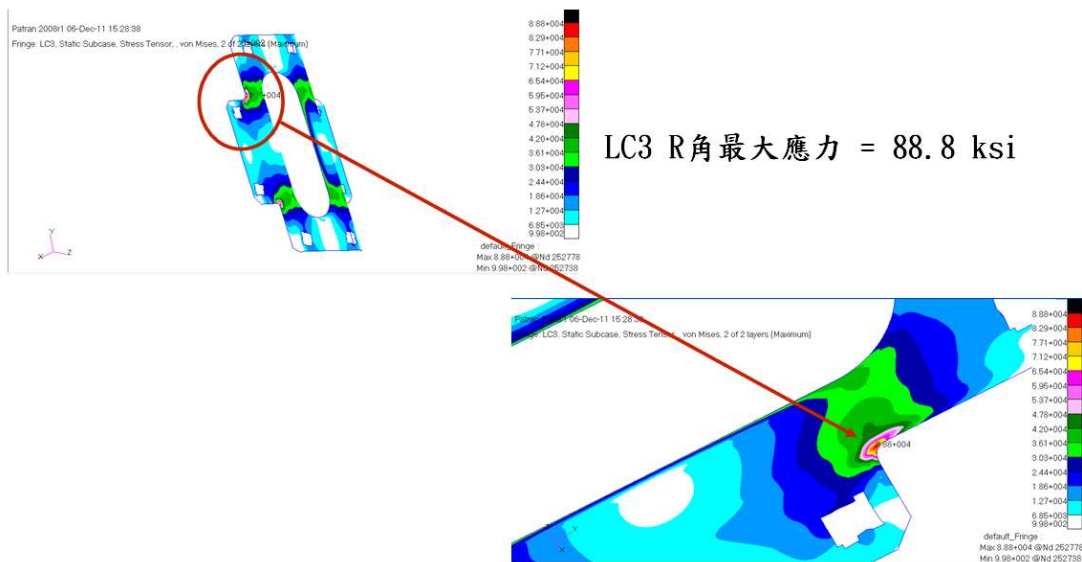 Patran 2008r1 06-Dec-11 15:28:38
Fringe: LC3, Static Subcase, Stress Tensor, , von Mises, 2 of 2 layers (Maximum)
8.88+004
8.29+004
7.71+004
7.12+004
6.54+004
5.95+004
5.37+004
4.78+004
4.20+004
3.61+004
3.03+004
2.44+004
1.86+004
1.27+004
6.85+003
9.98+002
+004
Y
X
Z
default_Fringe :
Max 8.88+004 @Nd 252778
Min 9.98+002 @Nd 252738
LC3 R角最大應力 = 88.8 ksi
06-Dec-11 15:28:38
LC3, Static Subcase, Stress Tensor, , von Mises, 2 of 2 layers (Maximum)
8.88+004
8.29+004
7.71+004
7.12+004
6.54+004
5.95+004
5.37+004
4.78+004
4.20+004
3.61+004
3.03+004
2.44+004
1.86+004
1.27+004
6.85+003
9.98+002
88+004
Y
X
default_Fringe :
Max 8.88+004 @Nd 252778
Min 9.98+002 @Nd 252738